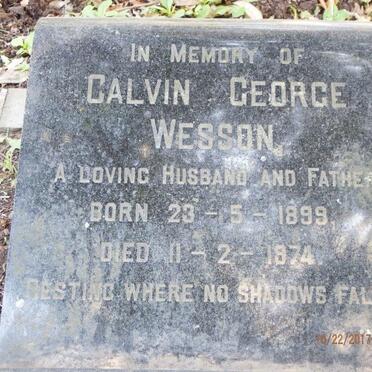 In Memory of
Calvin George
Wesson
A loving Husband and Fathe
Born 23-5-1899.
Died 11-2-1974.
Resting where no shadows fal
10/22/2017